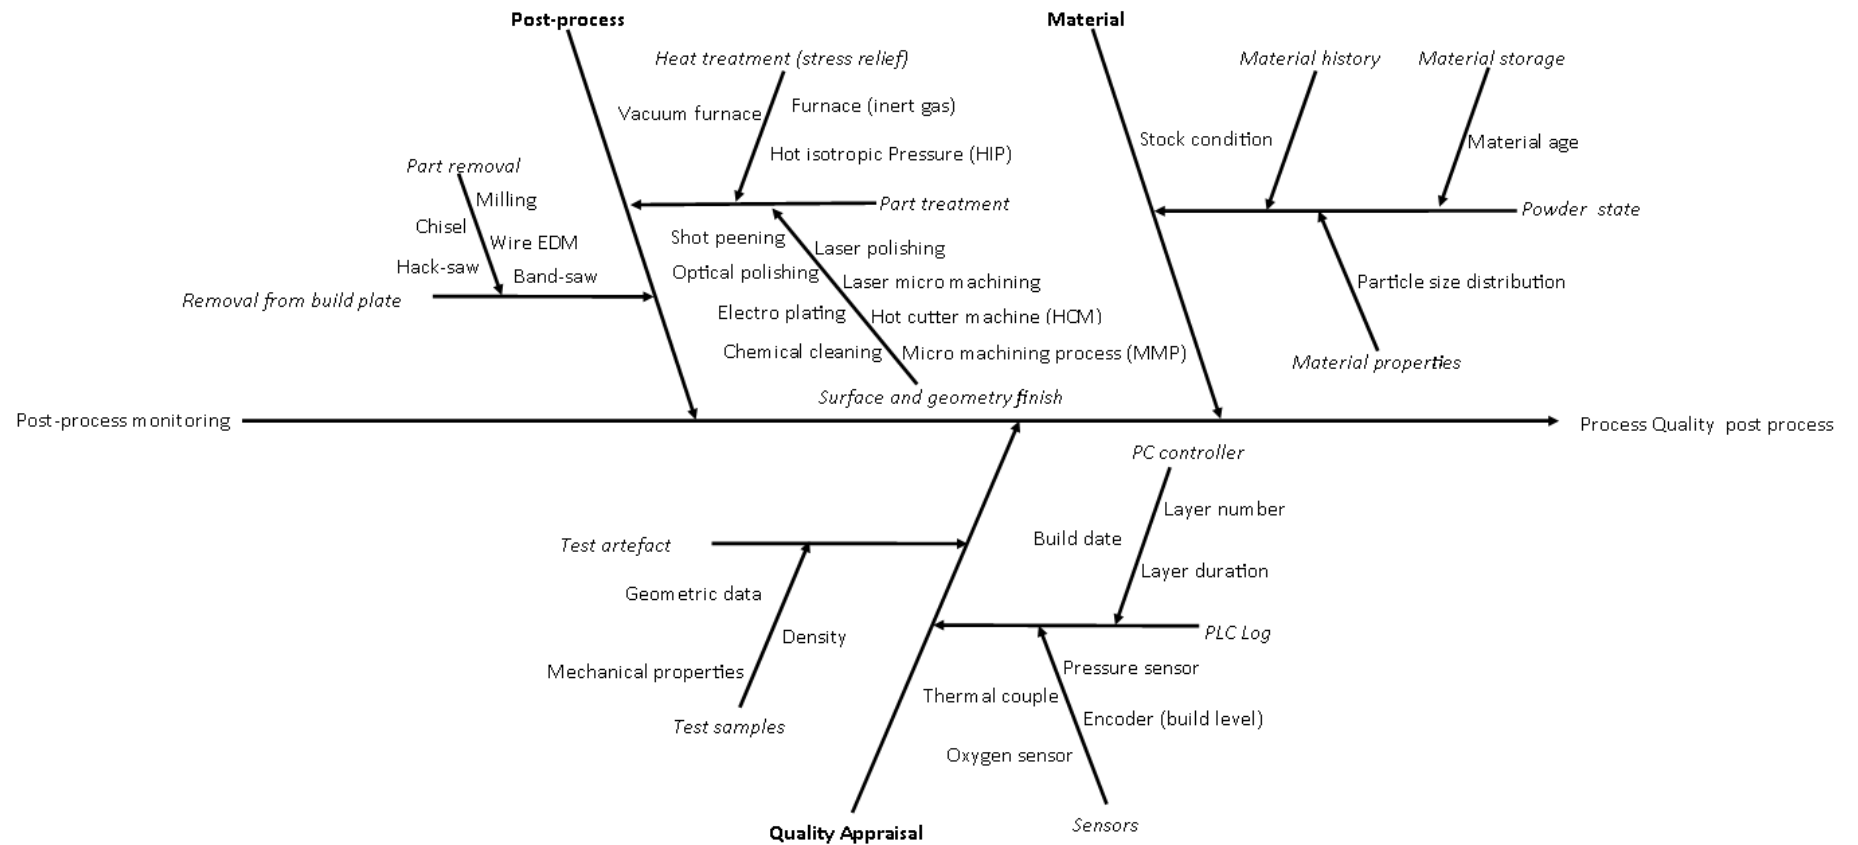 Post-process
Material
Heat treatment (stress relief)
Material history
Material storage
Vacuum furnace
Furnace (inert gas)
Stock condition
Material age
Hot isotropic Pressure (HIP)
Part removal
Milling
Chisel
Wire EDM
Hack-saw
Band-saw
Removal from build plate
Part treatment
Powder state
Shot peening
Laser polishing
Optical polishing
Laser micro machining
Electro plating
Hot cutter machine (HCM)
Chemical cleaning
Micro machining process (MMP)
Surface and geometry finish
Particle size distribution
Material properties
Post-process monitoring
Process Quality post process
PC controller
Layer number
Build date
Layer duration
Test artefact
Geometric data
Density
Mechanical properties
Test samples
PLC Log
Pressure sensor
Thermal couple
Encoder (build level)
Oxygen sensor
Sensors
Quality Appraisal